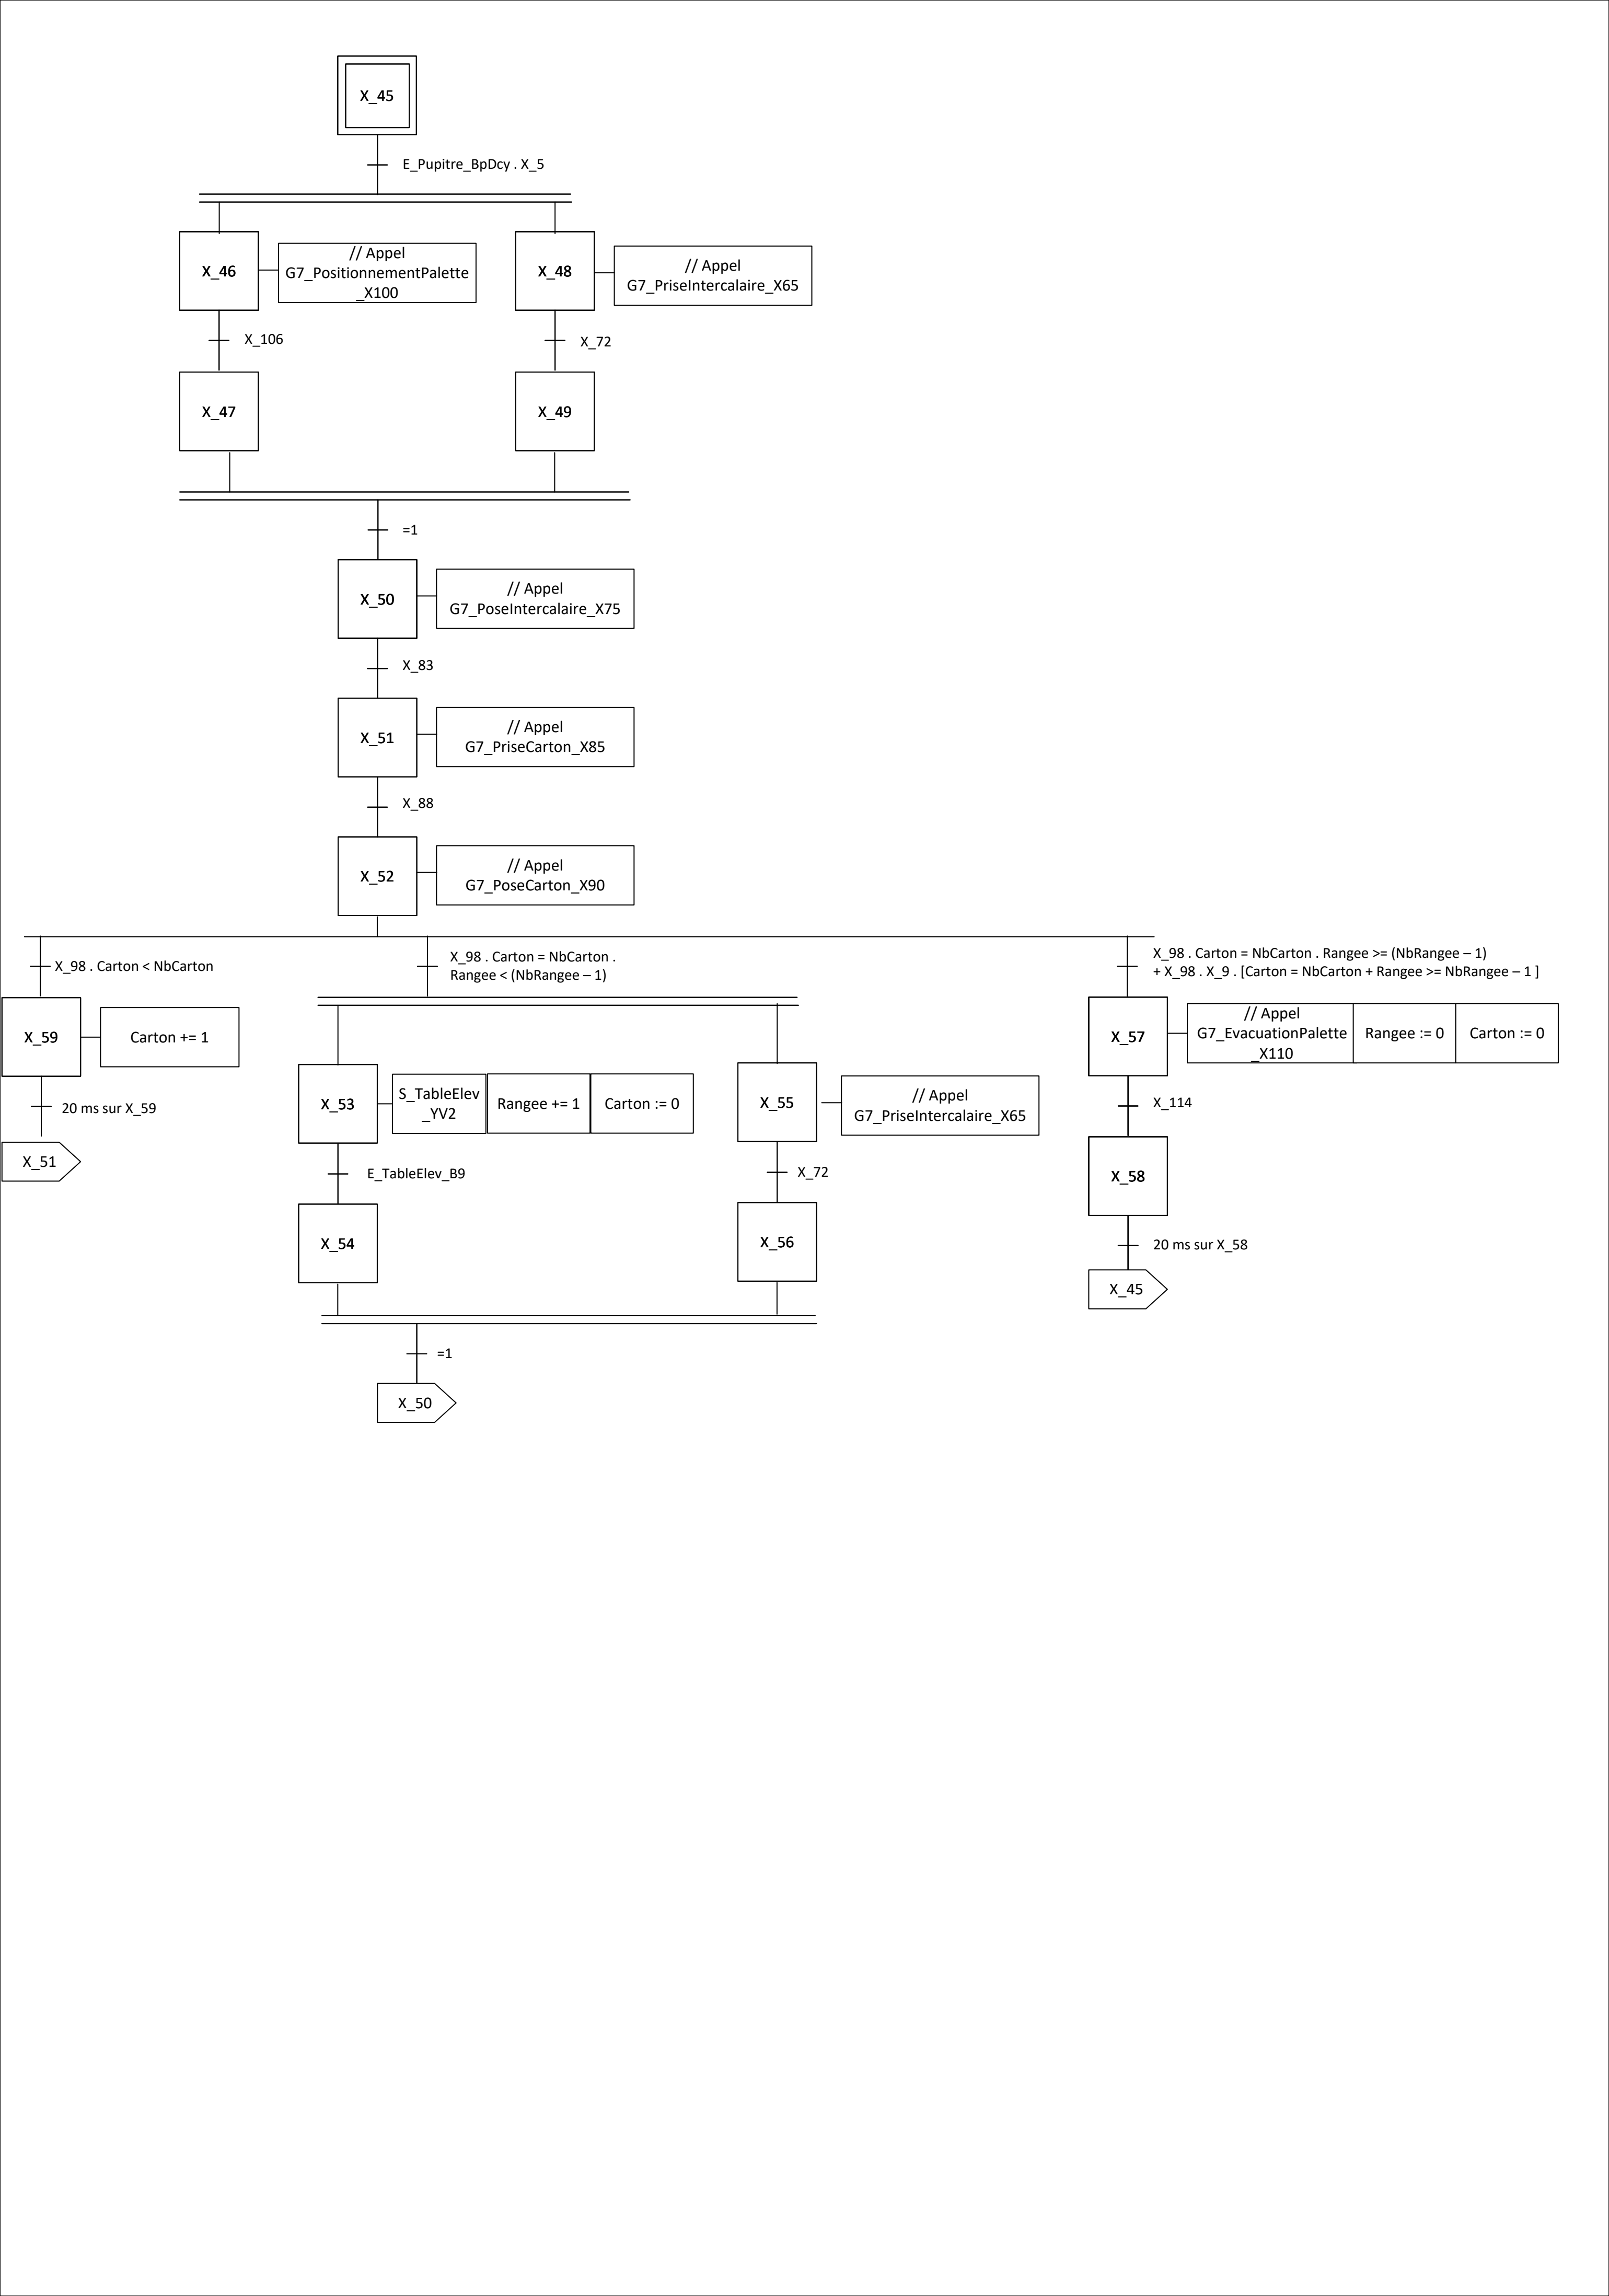 X_45
E_Pupitre_BpDcy . X_5
X_46
// Appel
G7_PositionnementPalette
_X100
X_48
// Appel
G7_PriseIntercalaire_X65
X_106
X_72
X_47
X_49
=1
X_50
// Appel
G7_PoseIntercalaire_X75
X_83
X_51
// Appel
G7_PriseCarton_X85
X_88
X_52
// Appel
G7_PoseCarton_X90
X_98 . Carton < NbCarton
X_98 . Carton = NbCarton .
Rangee < (NbRangee – 1)
X_98 . Carton = NbCarton . Rangee >= (NbRangee – 1)
+ X_98 . X_9 . [Carton = NbCarton + Rangee >= NbRangee – 1 ]
X_59
Carton += 1
X_57
// Appel
G7_EvacuationPalette
_X110
Rangee := 0
Carton := 0
X_53
S_TableElev
_YV2
Rangee += 1
Carton := 0
X_55
// Appel
G7_PriseIntercalaire_X65
20 ms sur X_59
X_114
X_51
E_TableElev_B9
X_72
X_58
X_54
X_56
20 ms sur X_58
X_45
=1
X_50